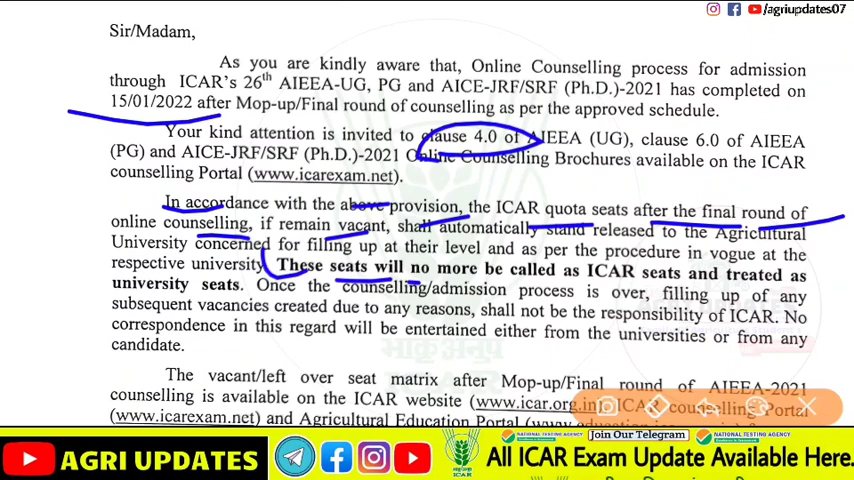 /agriupdates07
Sir/Madam,
As you are kindly aware that, Online Counselling process for admission
through ICAR's 26th AIEEA-UG, PG and AICE-JRF/SRF (Ph.D.)-2021 has completed on
15/01/2022 after Mop-up/Final round of counselling as per the approved schedule.
Your kind attention is invited to clause 4.0 of AIEEA (UG), clause 6.0 of AIEEA
(PG) and AICE-JRF/SRF (Ph.D.)-2021 Online Counselling Brochures available on the ICAR
counselling Portal (www.icarexam.net).
In accordance with the above provision, the ICAR quota seats after the final round of
online counselling, if remain vacant, shall automatically stand released to the Agricultural
University concerned for filling up at their level and as per the procedure in vogue at the
respective university. These seats will no more be called as ICAR seats and treated as
university seats. Once the counselling/admission process is over, filling up of any
subsequent vacancies created due to any reasons, shall not be the responsibility of ICAR. No
correspondence in this regard will be entertained either from the universities or from any
candidate.
The vacant/left over seat matrix after Mop-up/Final round of AIEEA-2021
counselling is available on the ICAR website (www.icar.org.in), ICAR counselling Portal
(www.icarexam.net) and Agricultural Education Portal (www.education
NATIONAL TESTING AGENCY Join Our Telegram NATIONAL TESTING AGENCY
AGRI UPDATES All ICAR Exam Update Available Here.